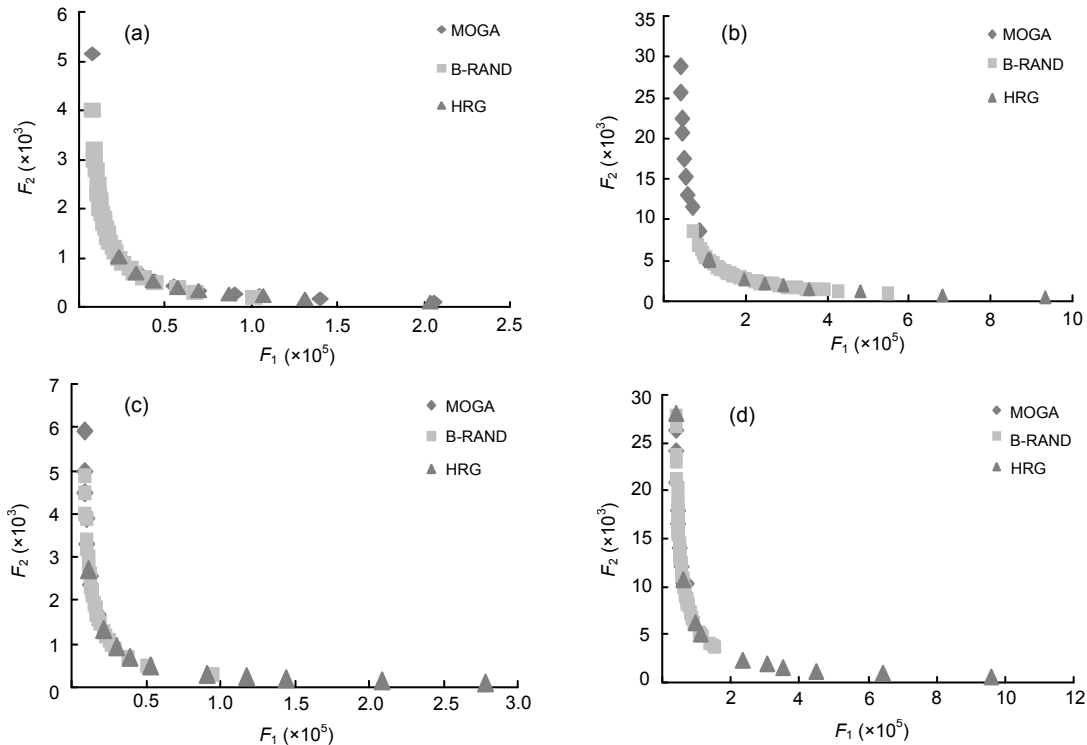 (a)
6
5
4
3
2
1
0
F₂ (×10³)
0.5
1.0
1.5
2.0
2.5
F₁ (×10⁵)
MOGA
B-RAND
HRG
(b)
35
30
25
20
15
10
5
0
F₂ (×10³)
2
4
6
8
10
F₁ (×10⁵)
MOGA
B-RAND
HRG
(c)
7
6
5
4
3
2
1
0
F₂ (×10³)
0.5
1.0
1.5
2.0
2.5
3.0
F₁ (×10⁵)
MOGA
B-RAND
HRG
(d)
30
25
20
15
10
5
0
F₂ (×10³)
2
4
6
8
10
12
F₁ (×10⁵)
MOGA
B-RAND
HRG